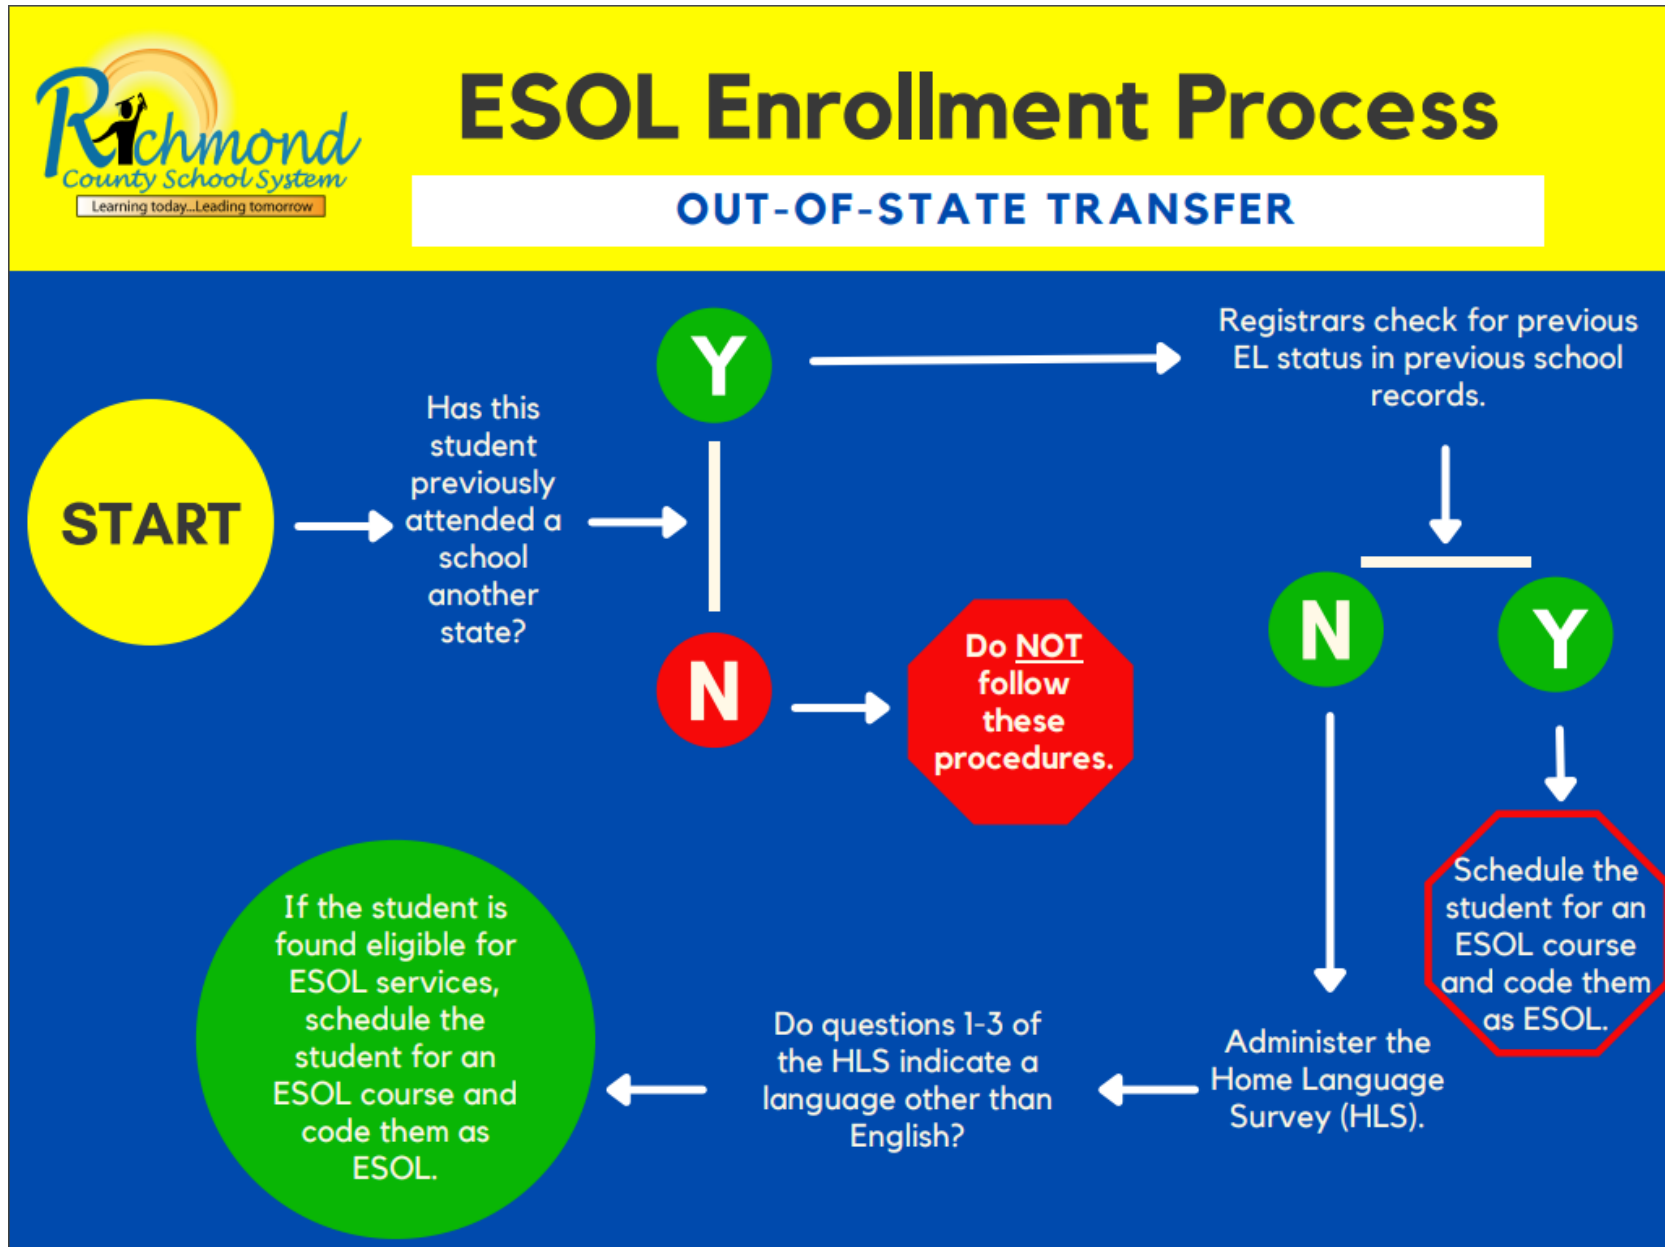 Richmond
County School System
Learning today...Leading tomorrow
ESOL Enrollment Process
OUT-OF-STATE TRANSFER
START
Has this
student
previously
attended a
school
another
state?
Y
N
Do NOT
follow
these
procedures.
Registrars check for previous
EL status in previous school
records.
N
Y
Schedule the
student for an
ESOL course
and code them
as ESOL.
Administer the
Home Language
Survey (HLS).
Do questions 1-3 of
the HLS indicate a
language other than
English?
If the student is
found eligible for
ESOL services,
schedule the
student for an
ESOL course and
code them as
ESOL.